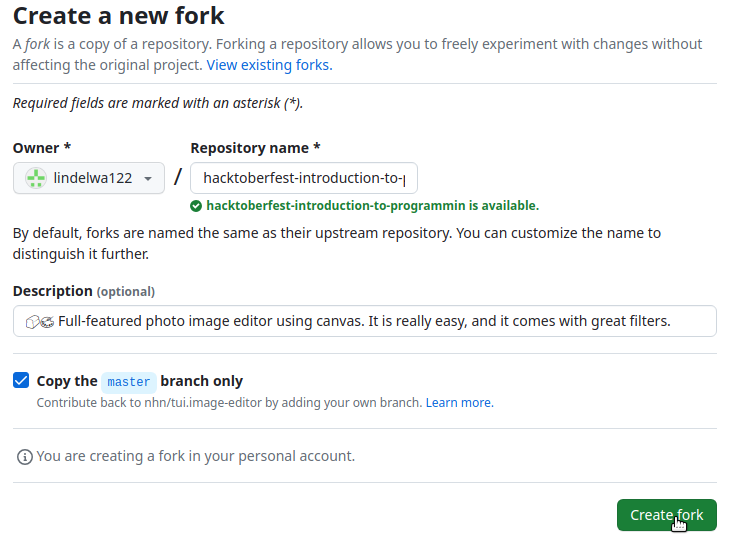 Create a new fork
A fork is a copy of a repository. Forking a repository allows you to freely experiment with changes without
affecting the original project. View existing forks.
Required fields are marked with an asterisk (*).
Owner * Repository name *
lindelwa122 / hacktoberfest-introduction-to-p
hacktoberfest-introduction-to-programmin is available.
By default, forks are named the same as their upstream repository. You can customize the name to
distinguish it further.
Description (optional)
Full-featured photo image editor using canvas. It is really easy, and it comes with great filters.
Copy the master branch only
Contribute back to nhn/tui.image-editor by adding your own branch. Learn more.
You are creating a fork in your personal account.
Create fork